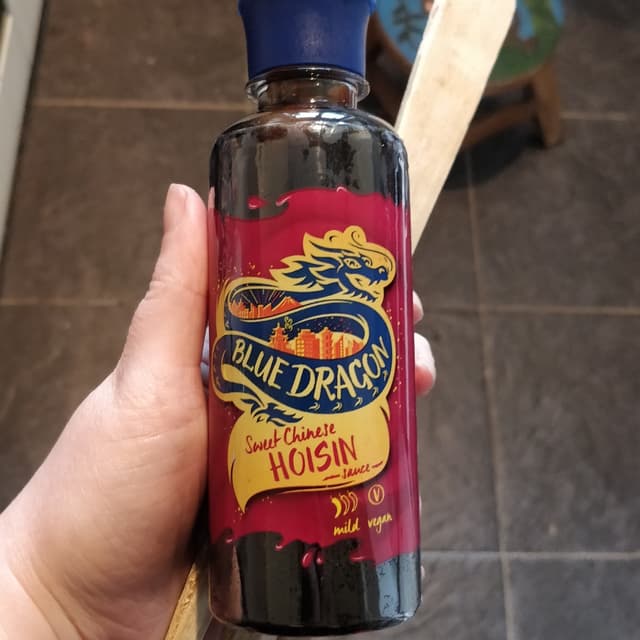 BLUE DRAGON
Sweet Chinese
HOISIN
sauce
V
mild vegan